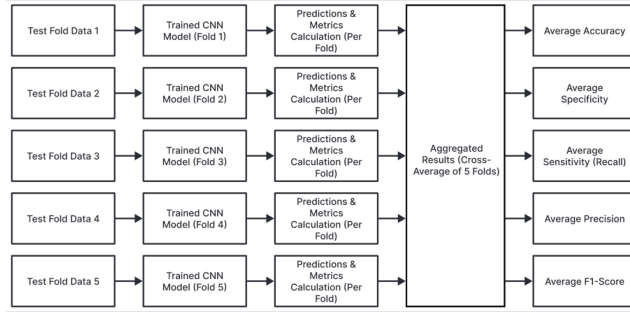 Test Fold Data 1
Trained CNN
Model (Fold 1)
Predictions &
Metrics
Calculation (Per
Fold)
Average Accuracy
Test Fold Data 2
Trained CNN
Model (Fold 2)
Predictions &
Metrics
Calculation (Per
Fold)
Average
Specificity
Test Fold Data 3
Trained CNN
Model (Fold 3)
Predictions &
Metrics
Calculation (Per
Fold)
Aggregated
Results (Cross-
Average of 5 Folds)
Average
Sensitivity (Recall)
Test Fold Data 4
Trained CNN
Model (Fold 4)
Predictions &
Metrics
Calculation (Per
Fold)
Average Precision
Test Fold Data 5
Trained CNN
Model (Fold 5)
Predictions &
Metrics
Calculation (Per
Fold)
Average F1-Score